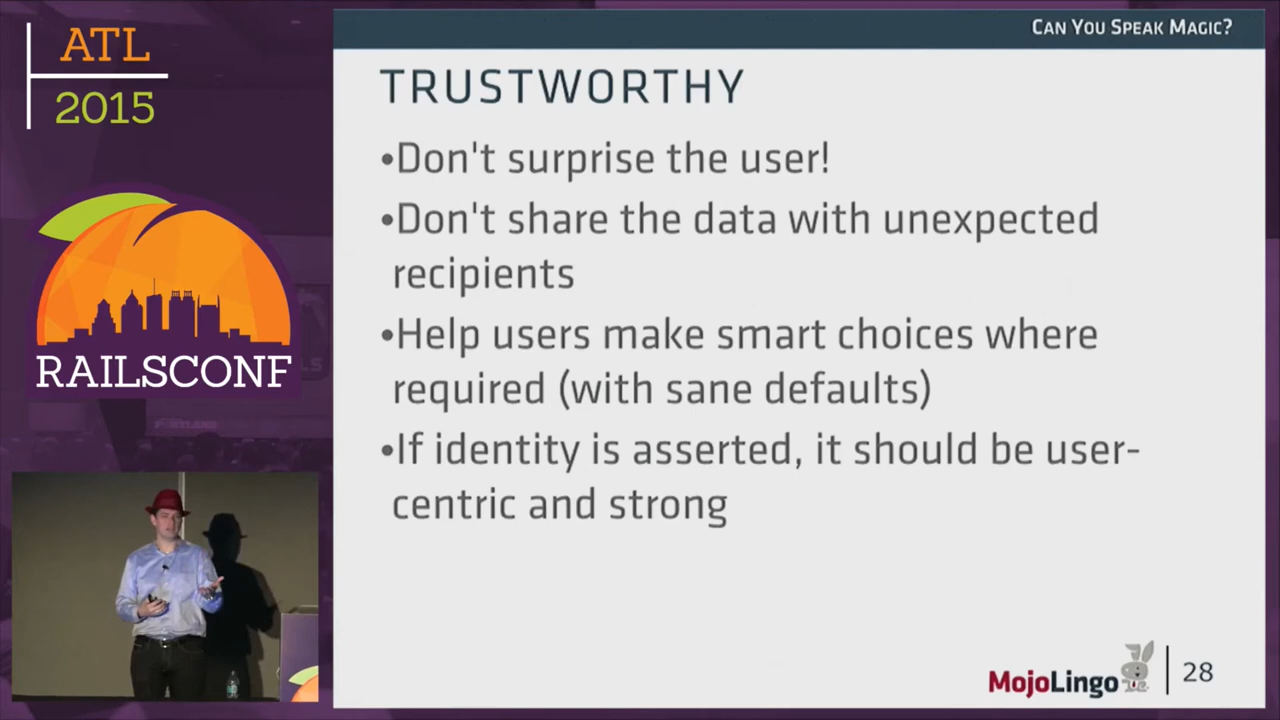 ATL
2015
RAILSCONF
CAN YOU SPEAK MAGIC?
TRUSTWORTHY
•Don't surprise the user!
•Don't share the data with unexpected
recipients
•Help users make smart choices where
required (with sane defaults)
•If identity is asserted, it should be user-
centric and strong
MojoLingo
28